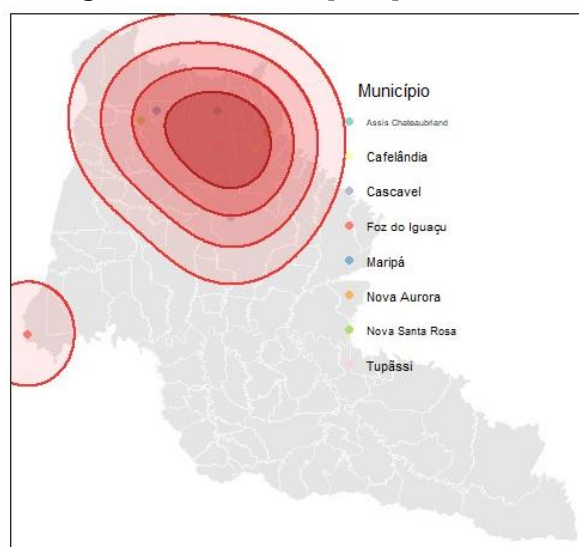 Município
Assis Chateaubriand
Cafelândia
Cascavel
Foz do Iguaçu
Maripá
Nova Aurora
Nova Santa Rosa
Tupãssi